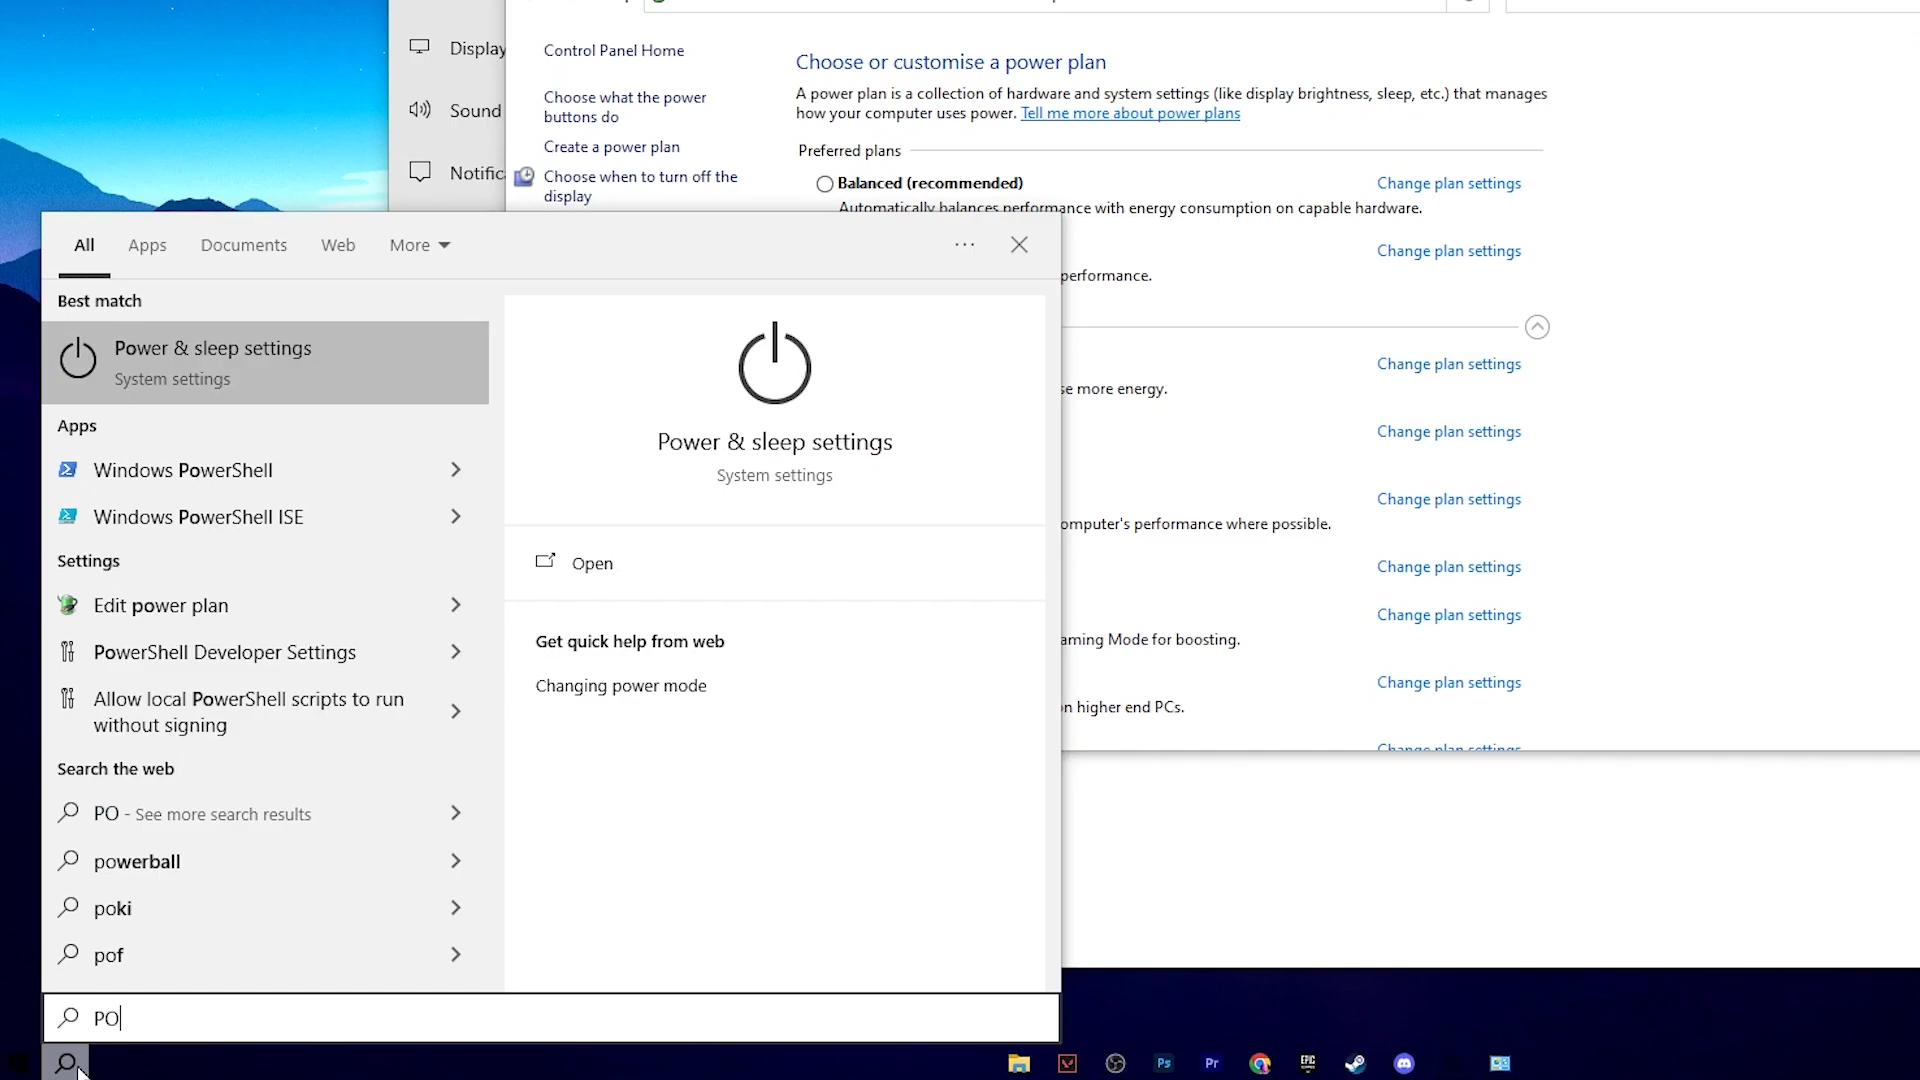 Display
Sound
Notific
Control Panel Home
Choose what the power
buttons do
Create a power plan
Choose when to turn off the
display
Choose or customise a power plan
A power plan is a collection of hardware and system settings (like display brightness, sleep, etc.) that manages
how your computer uses power. Tell me more about power plans
Preferred plans
Balanced (recommended) Change plan settings
Automatically balances performance with energy consumption on capable hardware.
Change plan settings
performance.
Change plan settings
se more energy.
Change plan settings
Change plan settings
omputer's performance where possible.
Change plan settings
Change plan settings
aming Mode for boosting.
Change plan settings
n higher end PCs.
Change plan settings
All Apps Documents Web More
Best match
Power & sleep settings
System settings
Apps
Windows PowerShell
Windows PowerShell ISE
Settings
Edit power plan
PowerShell Developer Settings
Allow local PowerShell scripts to run
without signing
Search the web
PO - See more search results
powerball
poki
pof
Power & sleep settings
System settings
Open
Get quick help from web
Changing power mode
PO
Ps
Pr
EPIC